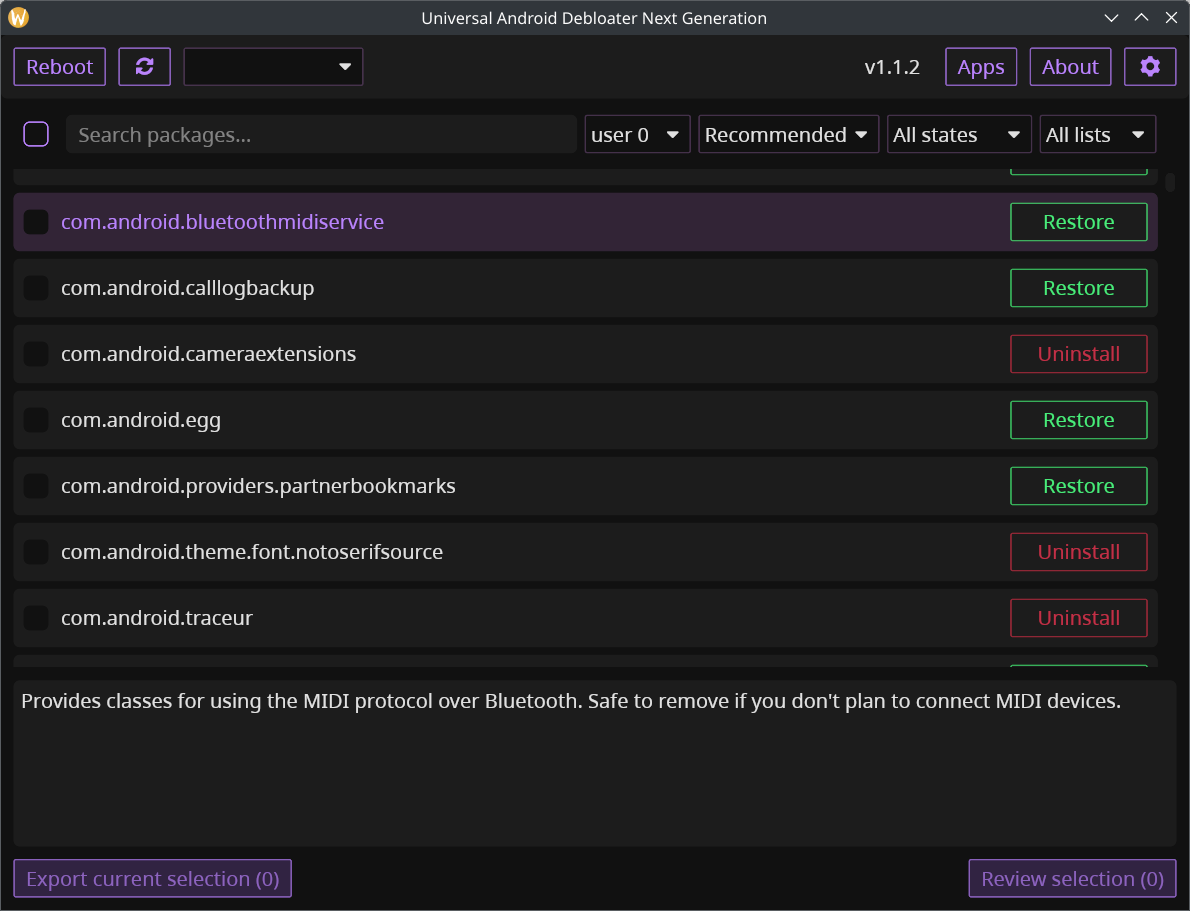 Universal Android Debloater Next Generation
Reboot
v1.1.2
Apps
About
Search packages...
user 0
Recommended
All states
All lists
com.android.bluetoothmidiservice
Restore
com.android.calllogbackup
Restore
com.android.cameraextensions
Uninstall
com.android.egg
Restore
com.android.providers.partnerbookmarks
Restore
com.android.theme.font.notoserifsource
Uninstall
com.android.traceur
Uninstall
Provides classes for using the MIDI protocol over Bluetooth. Safe to remove if you don't plan to connect MIDI devices.
Export current selection (0)
Review selection (0)